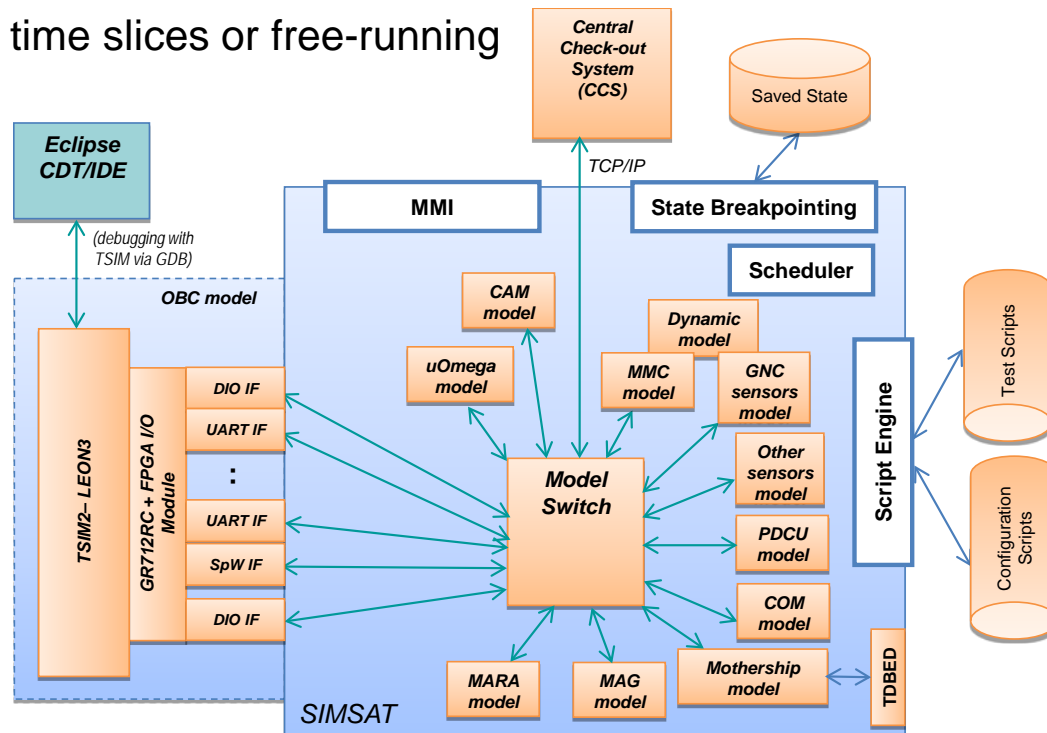 time slices or free-running
Central
Check-out
System
(CCS)
Saved State
Eclipse
CDT/IDE
TCP/IP
MMI
State Breakpointing
(debugging with
TSIM via GDB)
Scheduler
OBC model
CAM
model
Dynamic
model
uOmega
model
MMC
model
GNC
sensors
model
Test Scripts
DIO IF
UART IF
:
UART IF
SpW IF
DIO IF
TSIM2– LEON3
GR712RC + FPGA I/O
Module
Model
Switch
Other
sensors
model
Script Engine
PDCU
model
Configuration
Scripts
COM
model
MARA
model
MAG
model
Mothership
model
TDBED
SIMSAT